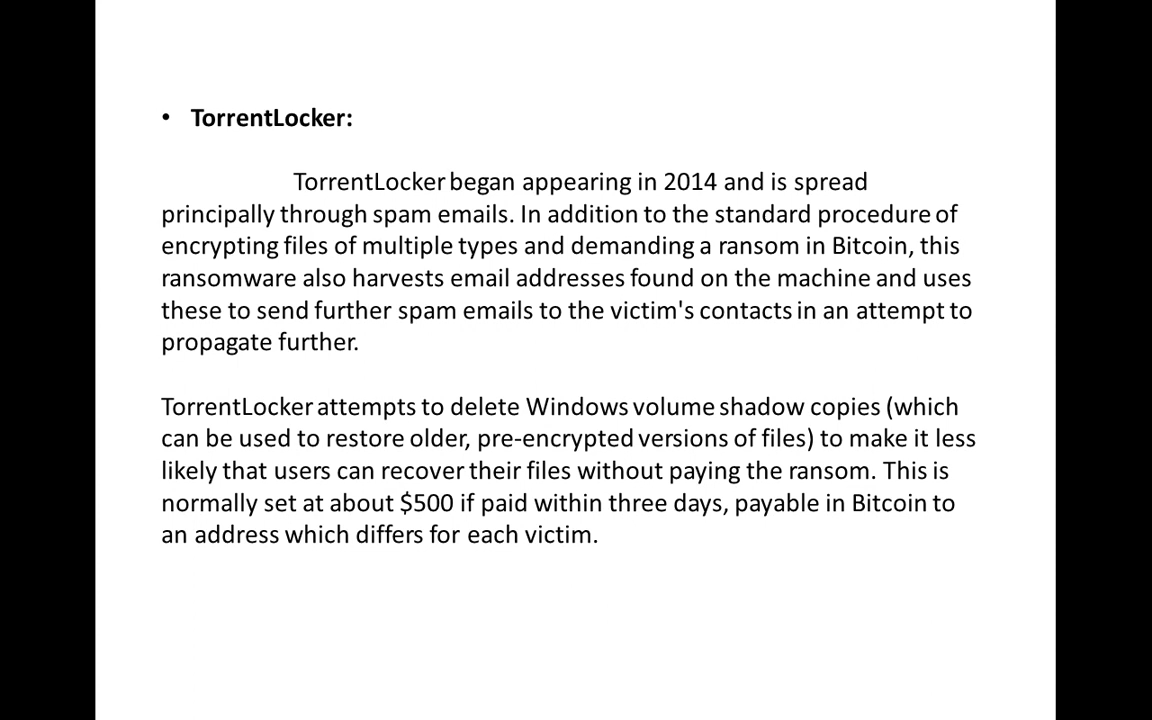 • TorrentLocker:
TorrentLocker began appearing in 2014 and is spread
principally through spam emails. In addition to the standard procedure of
encrypting files of multiple types and demanding a ransom in Bitcoin, this
ransomware also harvests email addresses found on the machine and uses
these to send further spam emails to the victim's contacts in an attempt to
propagate further.
TorrentLocker attempts to delete Windows volume shadow copies (which
can be used to restore older, pre-encrypted versions of files) to make it less
likely that users can recover their files without paying the ransom. This is
normally set at about $500 if paid within three days, payable in Bitcoin to
an address which differs for each victim.